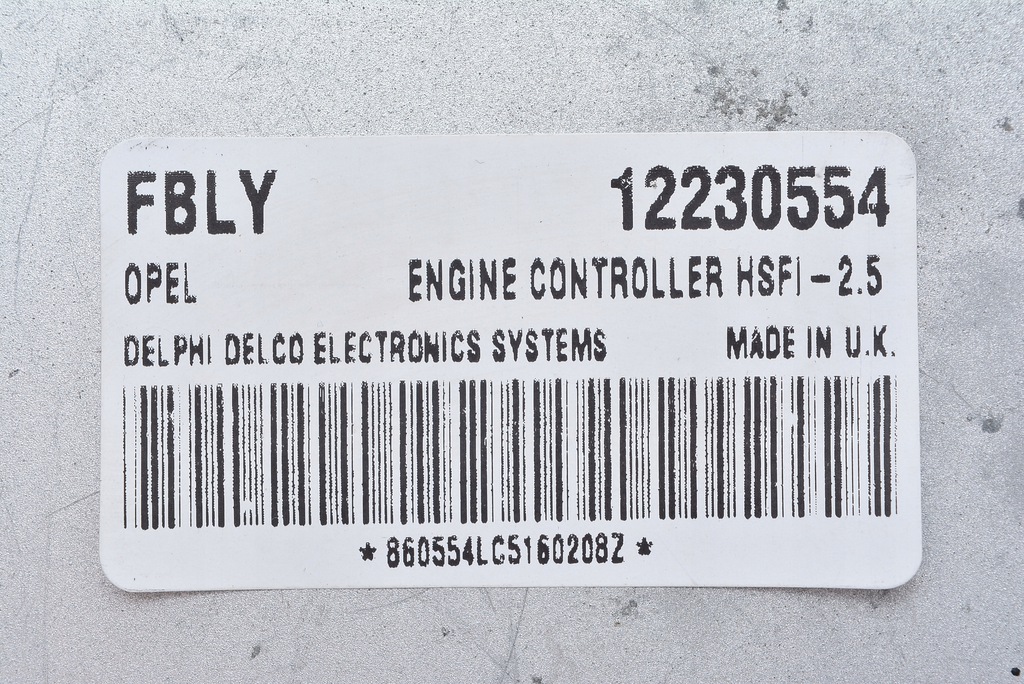 FBLY 12230554
OPEL ENGINE CONTROLLER HSFI-2.5
DELPHI DELCO ELECTRONICS SYSTEMS MADE IN U.K.
* 860554LC5160208Z *